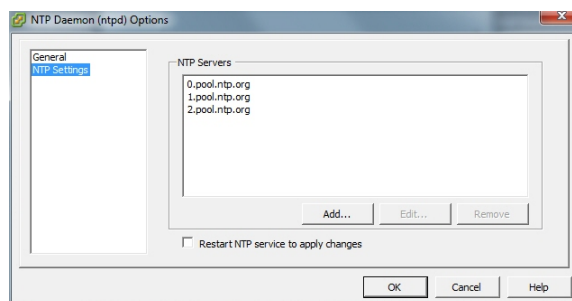 NTP Daemon (ntpd) Options
General
NTP Settings
NTP Servers
0.pool.ntp.org
1.pool.ntp.org
2.pool.ntp.org
Add... Edit... Remove
Restart NTP service to apply changes
OK Cancel Help